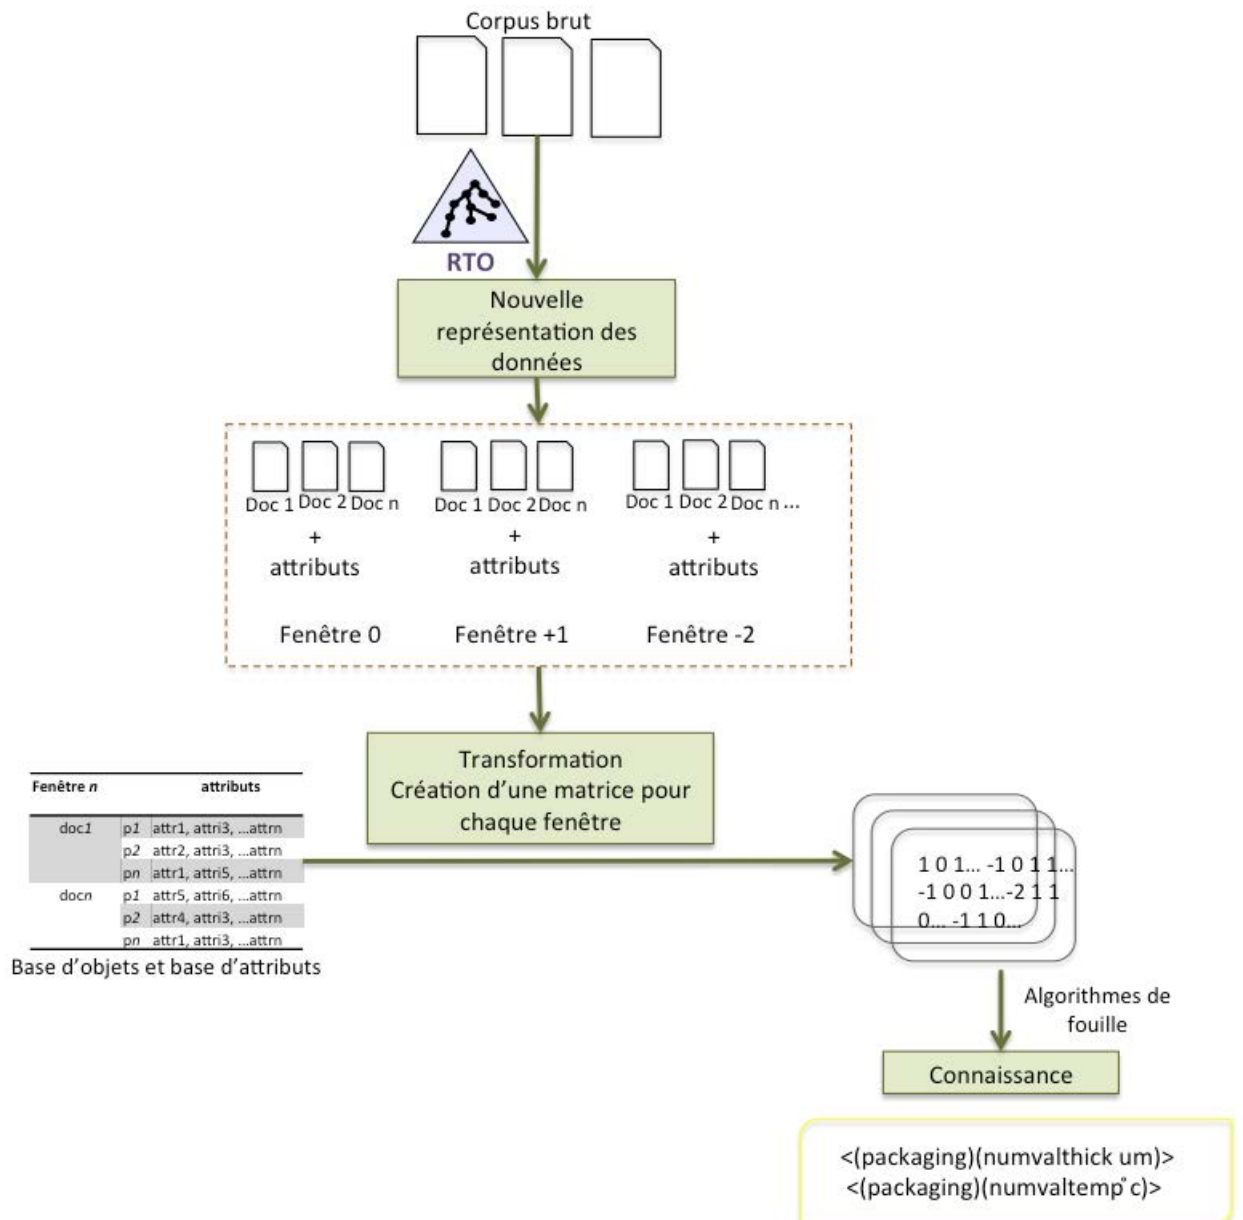 Corpus brut
RTO
Nouvelle
représentation des
données
Doc 1 Doc 2 Doc n
Doc 1 Doc 2 Doc n
Doc 1 Doc 2 Doc n ...
+
attributs
+
attributs
+
attributs
Fenêtre 0
Fenêtre +1
Fenêtre -2
Transformation
Création d'une matrice pour
chaque fenêtre
Fenêtre n attributs
doc1 p1 attr1, attri3, ...attrn
p2 attr2, attri3, ...attrn
pn attr1, attri5, ...attrn
docn p1 attr5, attri6, ...attrn
p2 attr4, attri3, ...attrn
pn attr1, attri3, ...attrn
Base d'objets et base d'attributs
1 0 1... -1 0 1 1...
-1 0 0 1...-2 1 1
0... -1 1 0...
Algorithmes de
fouille
Connaissance
<(packaging)(numvalthick um)>
<(packaging)(numvaltemp°c)>